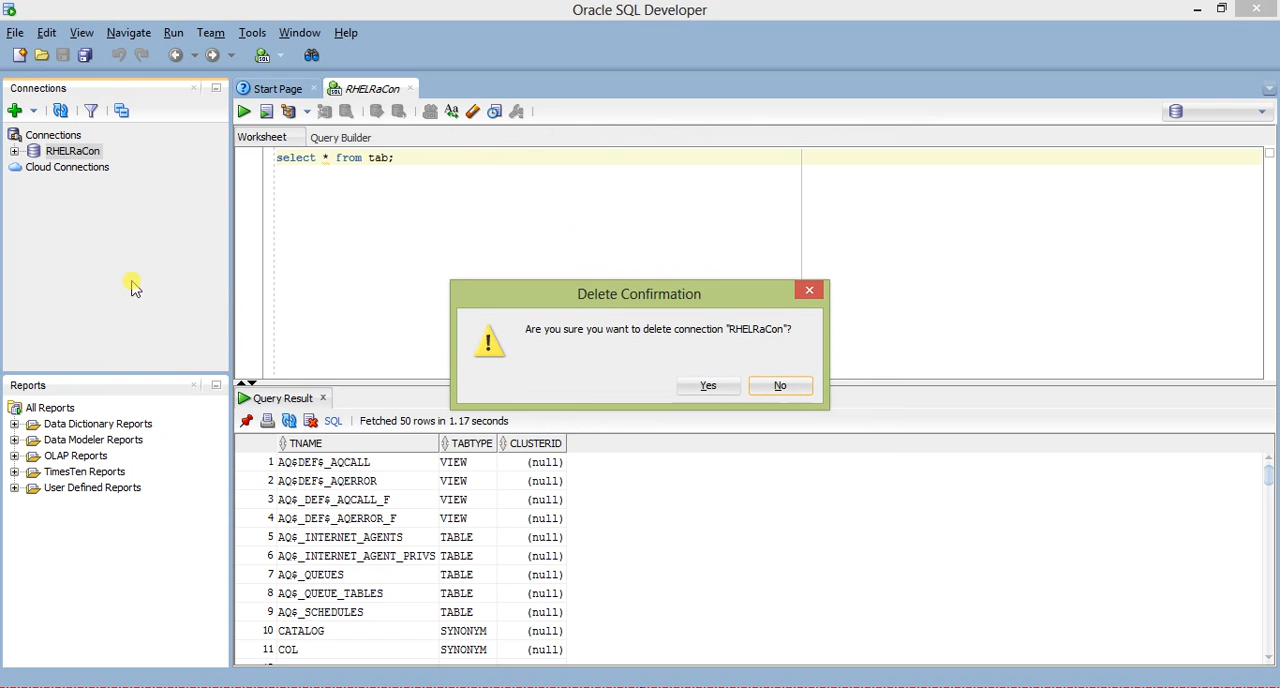 Oracle SQL Developer
File Edit View Navigate Run Team Tools Window Help
Connections
Start Page
RHELRaCon
Connections
RHELRaCon
Cloud Connections
Worksheet Query Builder
select * from tab;
Delete Confirmation
Are you sure you want to delete connection "RHELRaCon"?
Yes No
Reports
All Reports
Data Dictionary Reports
Data Modeler Reports
OLAP Reports
TimesTen Reports
User Defined Reports
Query Result
SQL Fetched 50 rows in 1.17 seconds
TNAME TABTYPE CLUSTERID
1 AQ$DEF$_AQCALL VIEW (null)
2 AQ$DEF$_AQERROR VIEW (null)
3 AQ$_DEF$_AQCALL_F VIEW (null)
4 AQ$_DEF$_AQERROR_F VIEW (null)
5 AQ$_INTERNET_AGENTS TABLE (null)
6 AQ$_INTERNET_AGENT_PRIVS TABLE (null)
7 AQ$_QUEUES TABLE (null)
8 AQ$_QUEUE_TABLES TABLE (null)
9 AQ$_SCHEDULES TABLE (null)
10 CATALOG SYNONYM (null)
11 COL SYNONYM (null)